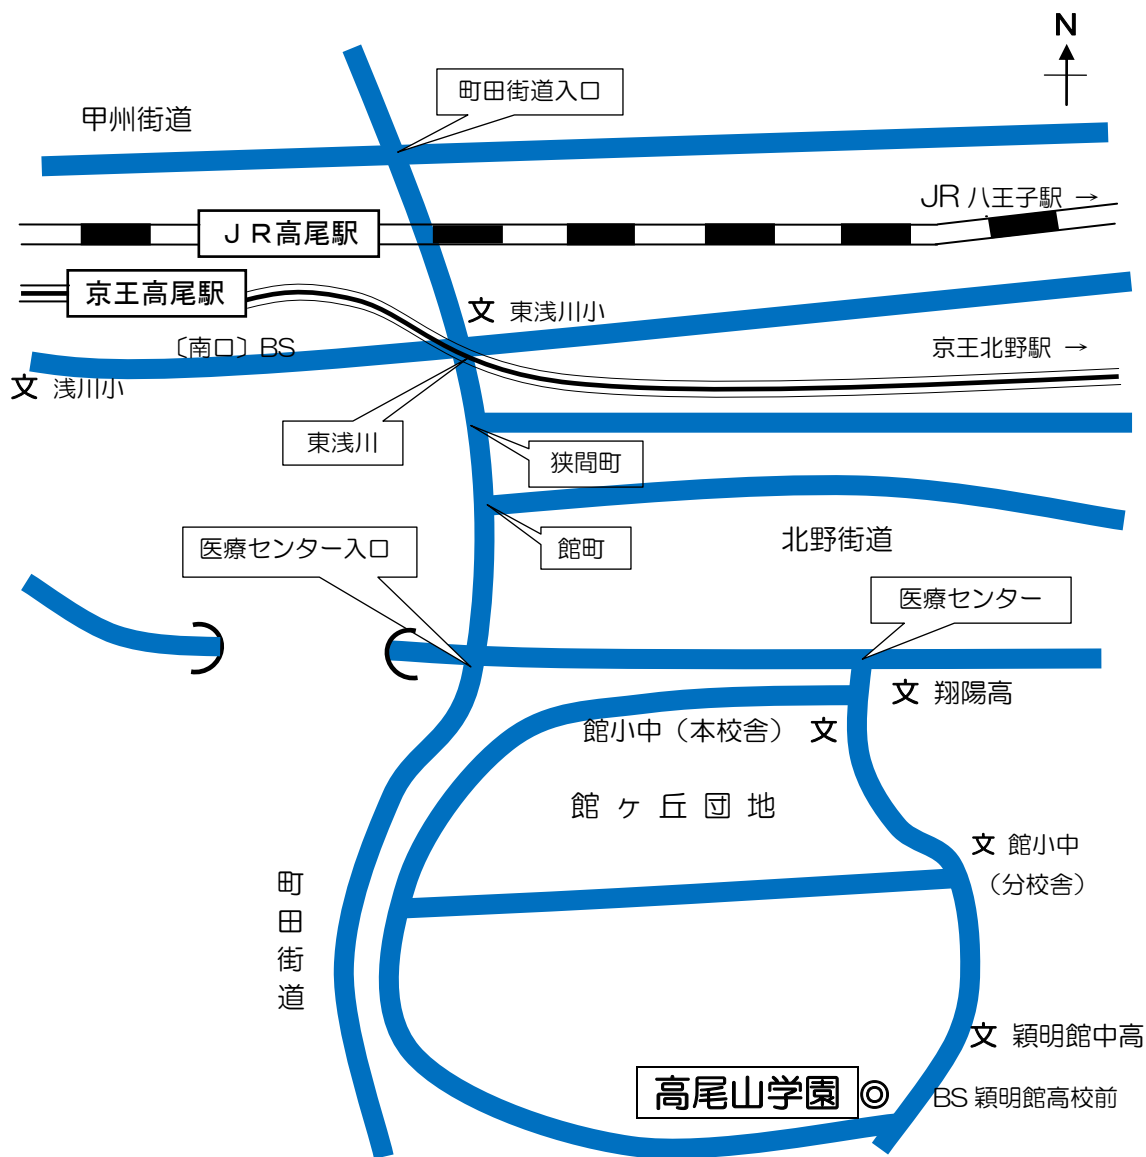 N
町田街道入口
甲州街道
JR 八王子駅 →
ＪＲ高尾駅
京王高尾駅
文 東浅川小
〔南口〕BS
京王北野駅 →
文 浅川小
東浅川
狭間町
北野街道
医療センター入口
館町
医療センター
文 翔陽高
館小中（本校舎） 文
館ヶ丘団地
文 館小中
（分校舎）
町田街道
文 穎明館中高
高尾山学園 ◎
BS 穎明館高校前